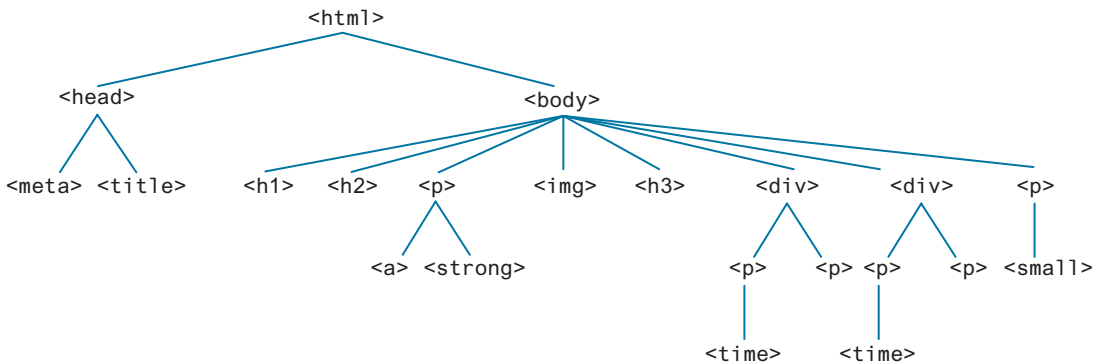 <html>
<head> <body>
<meta> <title> <h1> <h2> <p> <img> <h3> <div> <div> <p>
<a> <strong> <p> <p> <p> <p> <small>
<time> <time>